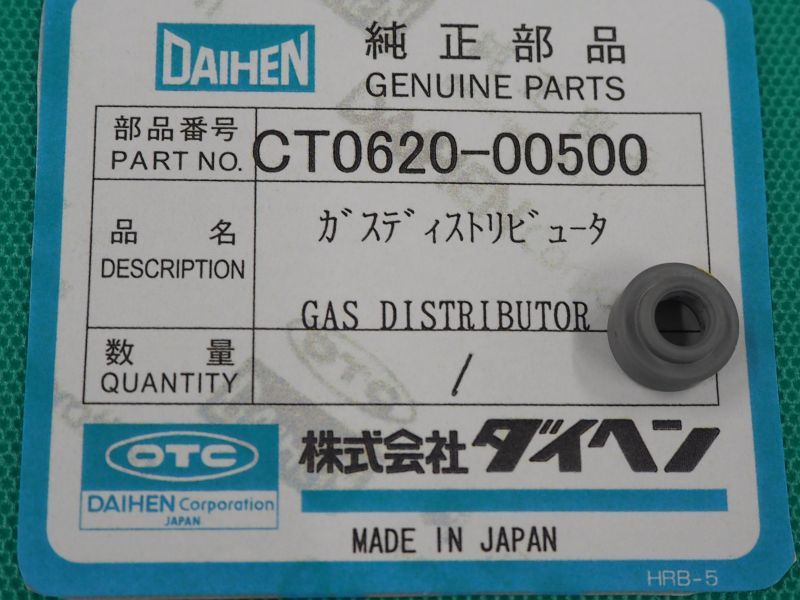 DAIHEN
純正部品
GENUINE PARTS
部品番号
PART NO.
CT0620-00500
品名
DESCRIPTION
ｶﾞｽﾃﾞｨｽﾄﾘﾋﾞｭｰﾀ
GAS DISTRIBUTOR
数量
QUANTITY
1
OTC
DAIHEN Corporation
JAPAN
株式会社ダイヘン
MADE IN JAPAN
HRB-5